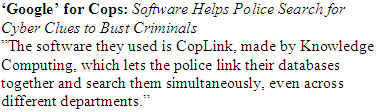 ‘Google’ for Cops: Software Helps Police Search for
Cyber Clues to Bust Criminals
”The software they used is CopLink, made by Knowledge
Computing, which lets the police link their databases
together and search them simultaneously, even across
different departments.”